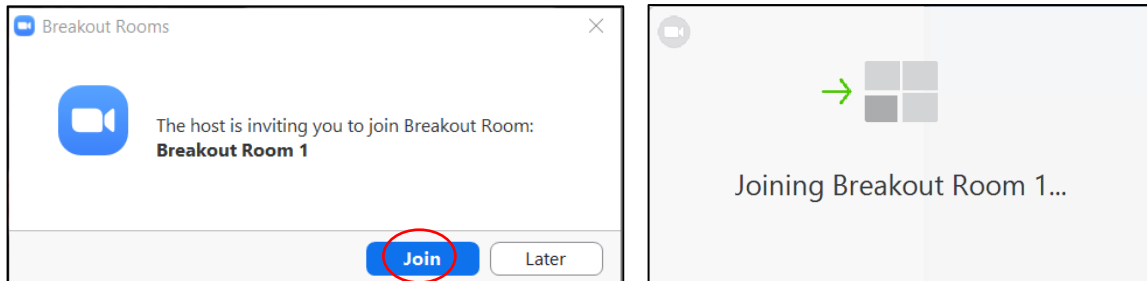 Breakout Rooms
The host is inviting you to join Breakout Room:
Breakout Room 1
Join
Later
Joining Breakout Room 1...